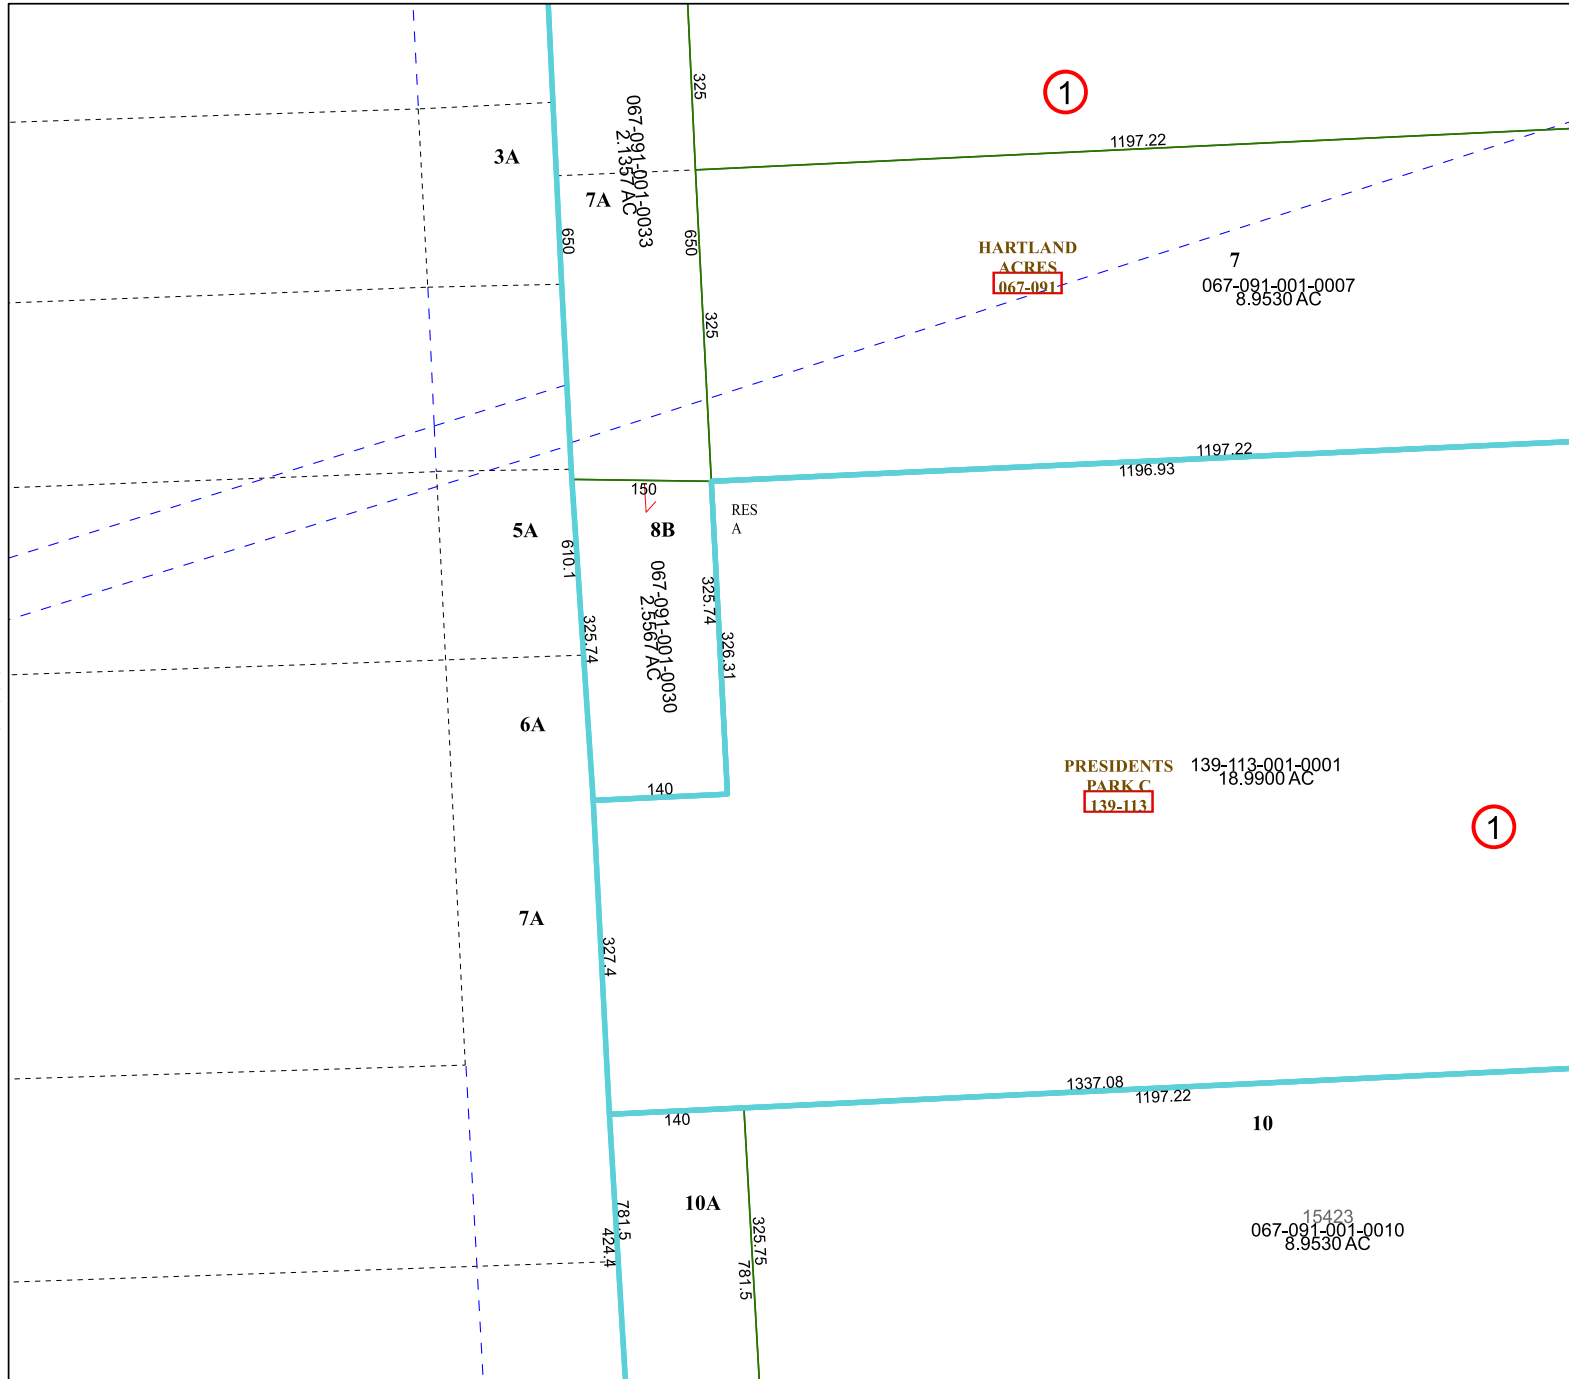 325
067-091-001-0033
2.1357 AC
1
1197.22
3A
7A
650
650
HARTLAND
ACRES
067-091
7
067-091-001-0007
8.9530 AC
325
1197.22
1196.93
150
RES
A
5A
8B
610.1
067-091-001-0030
2.5567 AC
325.74
325.74
326.31
6A
140
PRESIDENTS
PARK C
139-113
139-113-001-0001
18.9900 AC
1
7A
327.4
1337.08
1197.22
140
10
10A
781.5
424.4
325.75
781.5
15423
067-091-001-0010
8.9530 AC